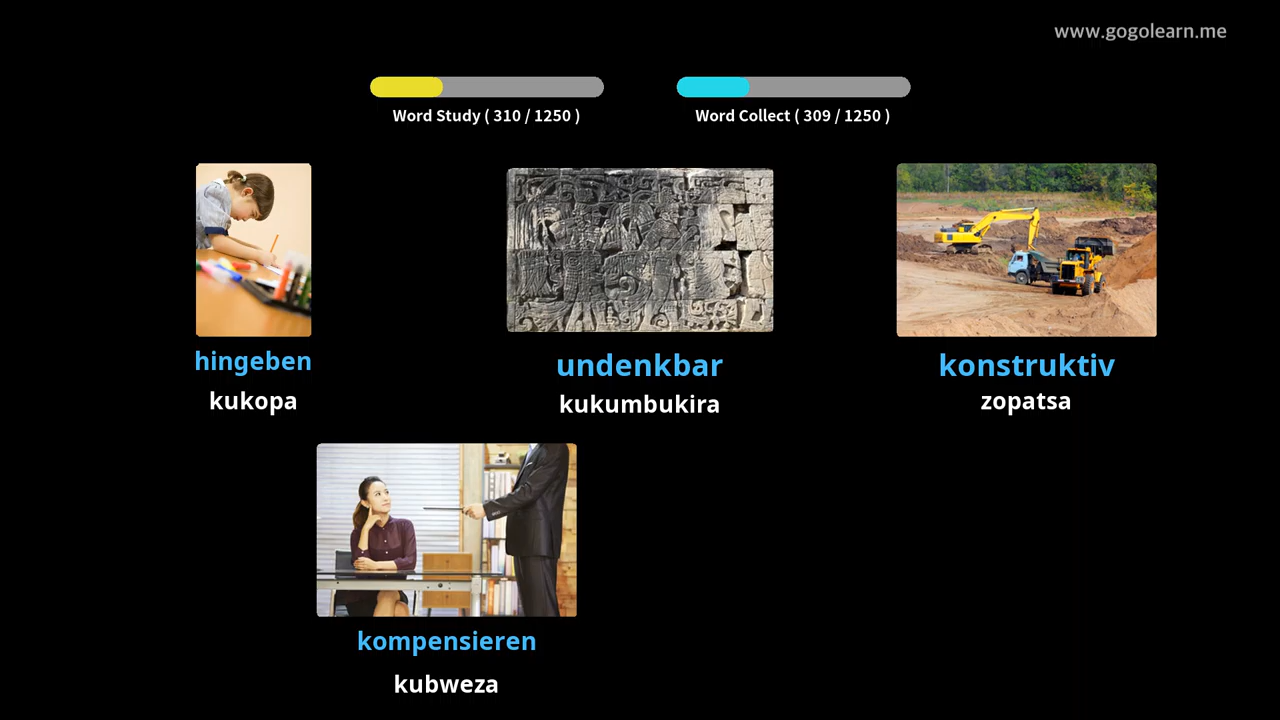 www.gogolearn.me
Word Study ( 310 / 1250 )
Word Collect ( 309 / 1250 )
hingeben
kukopa
undenkbar
kukumbukira
konstruktiv
zopatsa
kompensieren
kubweza